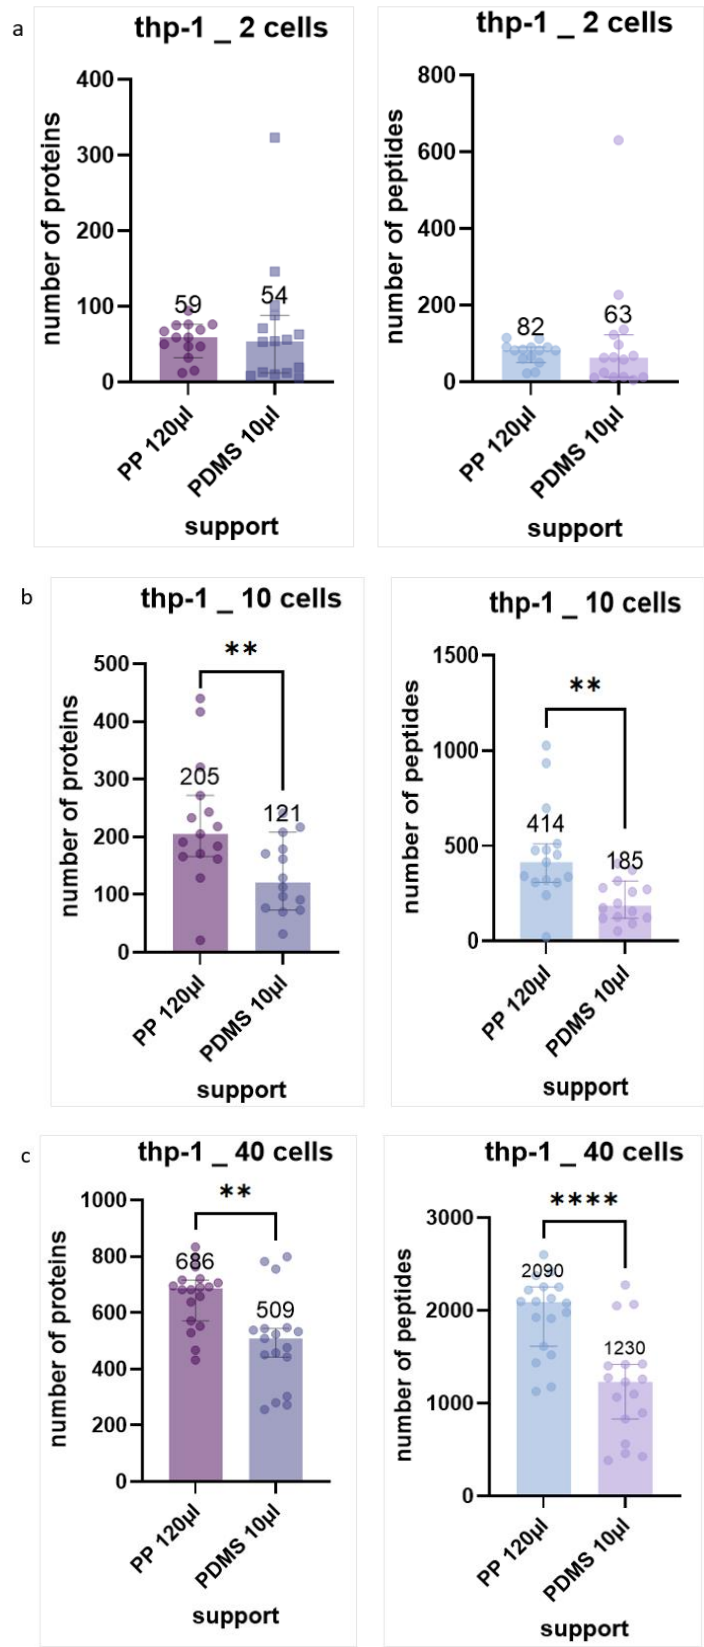 a
thp-1 _ 2 cells
number of proteins
400
300
200
100
0
59
54
PP 120µl
PDMS 10µl
support
thp-1 _ 2 cells
number of peptides
800
600
400
200
0
82
63
PP 120µl
PDMS 10µl
support
b
thp-1 _ 10 cells
number of proteins
500
400
300
200
100
0
**
205
121
PP 120µl
PDMS 10µl
support
thp-1 _ 10 cells
number of peptides
1500
1000
500
0
**
414
185
PP 120µl
PDMS 10µl
support
c
thp-1 _ 40 cells
number of proteins
1000
800
600
400
200
0
**
686
509
PP 120µl
PDMS 10µl
support
thp-1 _ 40 cells
number of peptides
3000
2000
1000
0
****
2090
1230
PP 120µl
PDMS 10µl
support